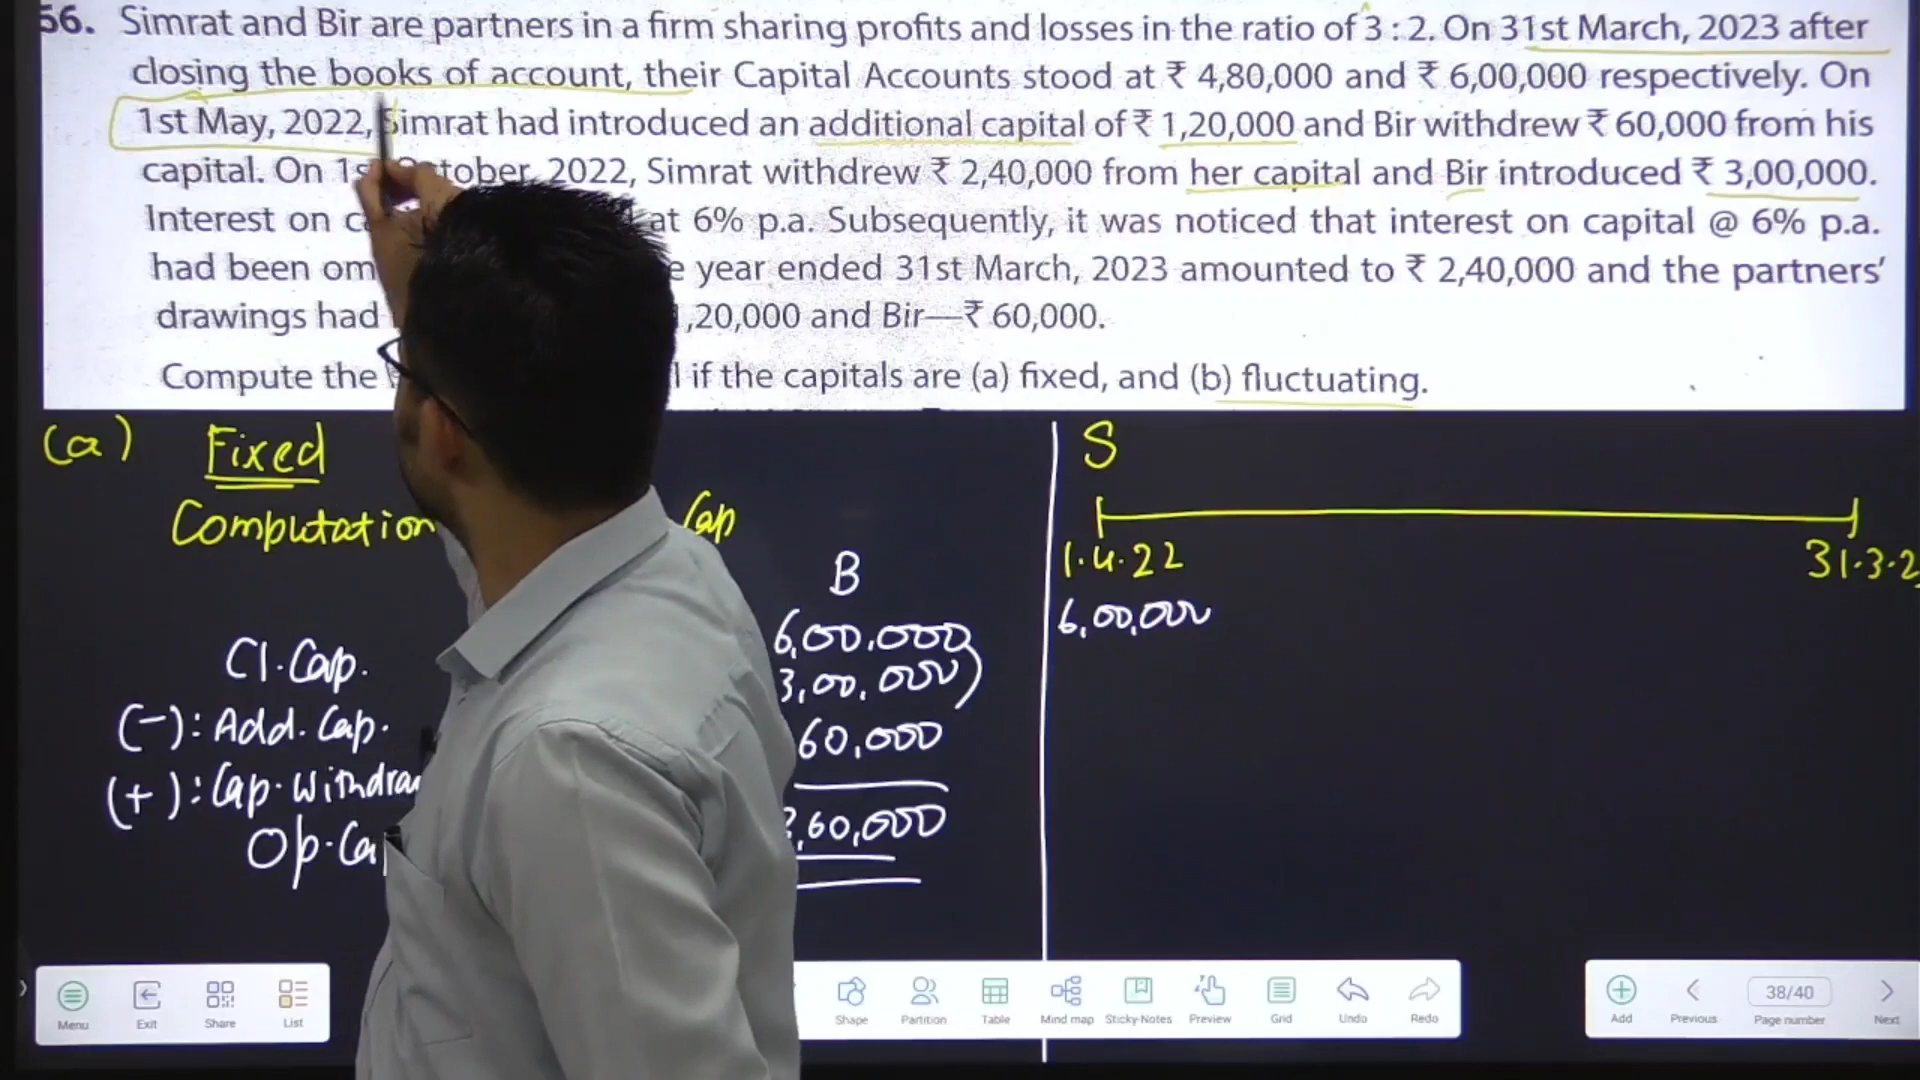 56. Simrat and Bir are partners in a firm sharing profits and losses in the ratio of 3 : 2. On 31st March, 2023 after
closing the books of account, their Capital Accounts stood at ₹ 4,80,000 and ₹ 6,00,000 respectively. On
1st May, 2022, Simrat had introduced an additional capital of ₹ 1,20,000 and Bir withdrew ₹ 60,000 from his
capital. On 1st October, 2022, Simrat withdrew ₹ 2,40,000 from her capital and Bir introduced ₹ 3,00,000.
Interest on at 6% p.a. Subsequently, it was noticed that interest on capital @ 6% p.a.
had been year ended 31st March, 2023 amounted to ₹ 2,40,000 and the partners’
drawings had ,20,000 and Bir—₹ 60,000.
Compute the if the capitals are (a) fixed, and (b) fluctuating.
(a) Fixed
Computation Cap
B
Cl. Cap. 6,00,000
(-): Add. Cap. 3,00,000)
(+): Cap. 60,000
Op. ,60,000
S
1.4.22 31.3.2
6,00,000
Menu Exit Share List Shape Partition Table Mind map Sticky-Notes Preview Grid Undo Redo Add Previous 38/40 Page number Next